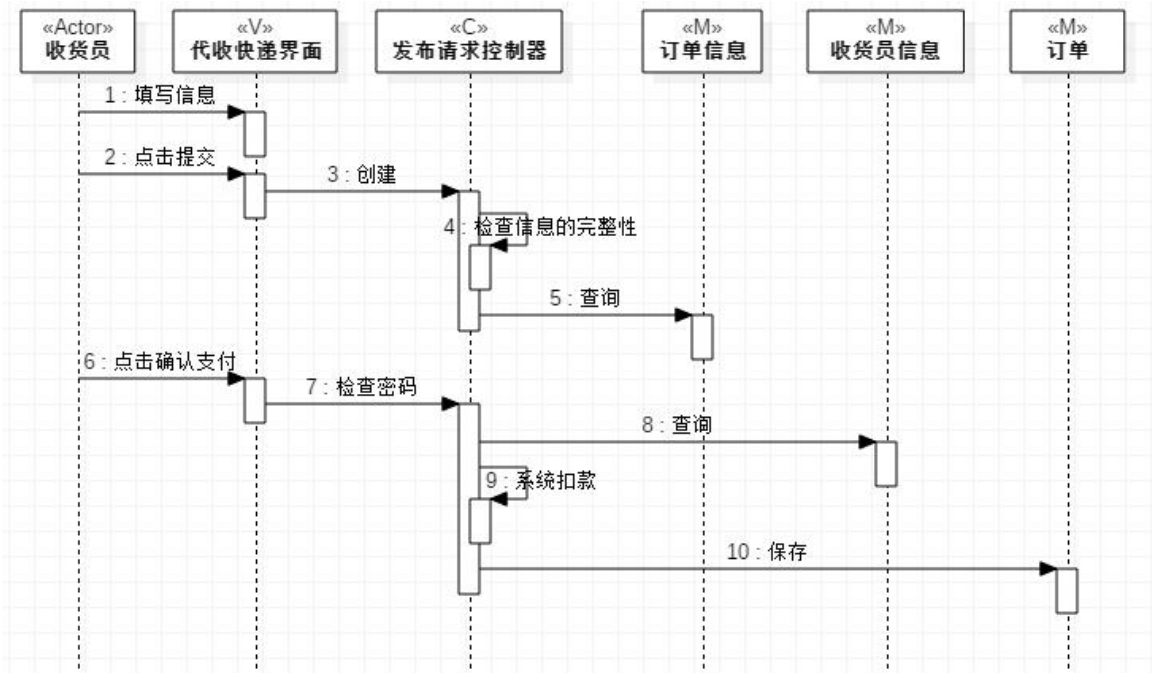 «Actor»
收货员
«V»
代收快递界面
«C»
发布请求控制器
«M»
订单信息
«M»
收货员信息
«M»
订单
1 : 填写信息
2 : 点击提交
3 : 创建
4 : 检查信息的完整性
5 : 查询
6 : 点击确认支付
7 : 检查密码
8 : 查询
9 : 系统扣款
10 : 保存